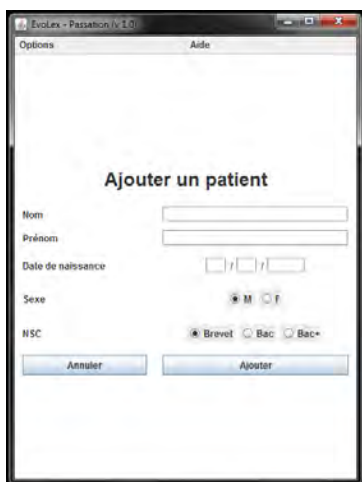 EvoLex - Passation (v 1.0)
Options Aide
Ajouter un patient
Nom
Prénom
Date de naissance / /
Sexe M F
NSC Brevet Bac Bac+
Annuler Ajouter